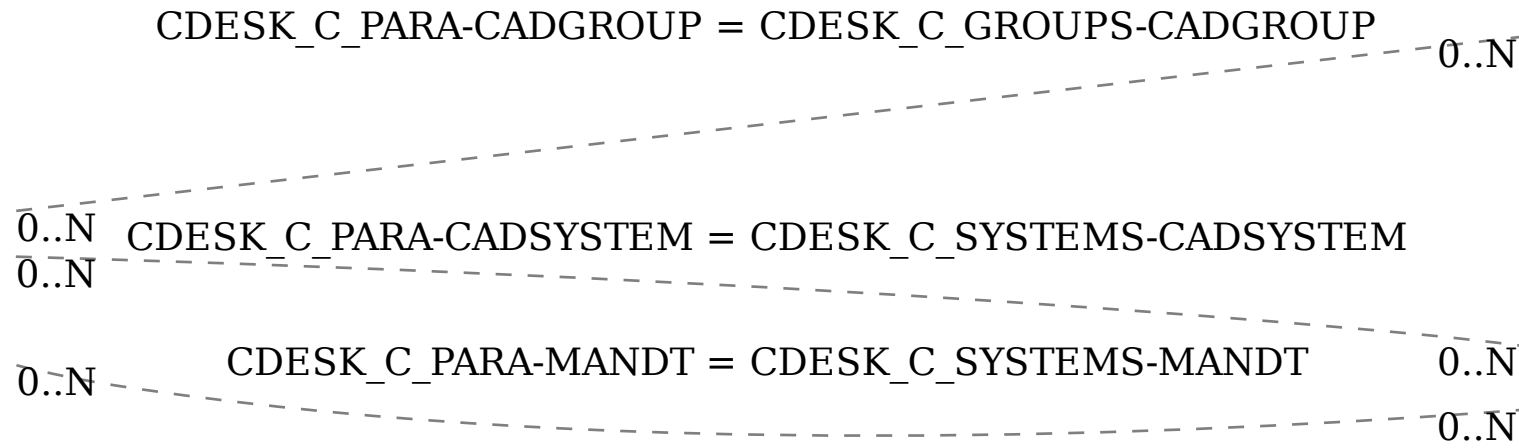 CDESK_C_PARA-CADGROUP = CDESK_C_GROUPS-CADGROUP
0..N
0..N
CDESK_C_PARA-CADSYSTEM = CDESK_C_SYSTEMS-CADSYSTEM
0..N
CDESK_C_PARA-MANDT = CDESK_C_SYSTEMS-MANDT
0..N
0..N
0..N